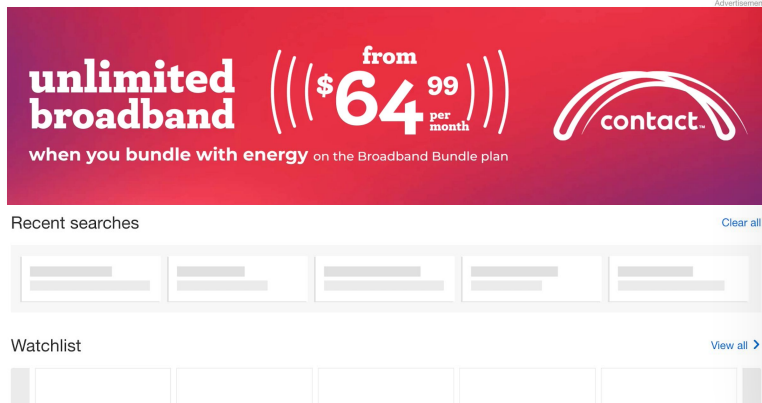 Advertisement
unlimited
broadband
from
$64.99
per
month
when you bundle with energy on the Broadband Bundle plan
contact™
Recent searches
Clear all
Watchlist
View all